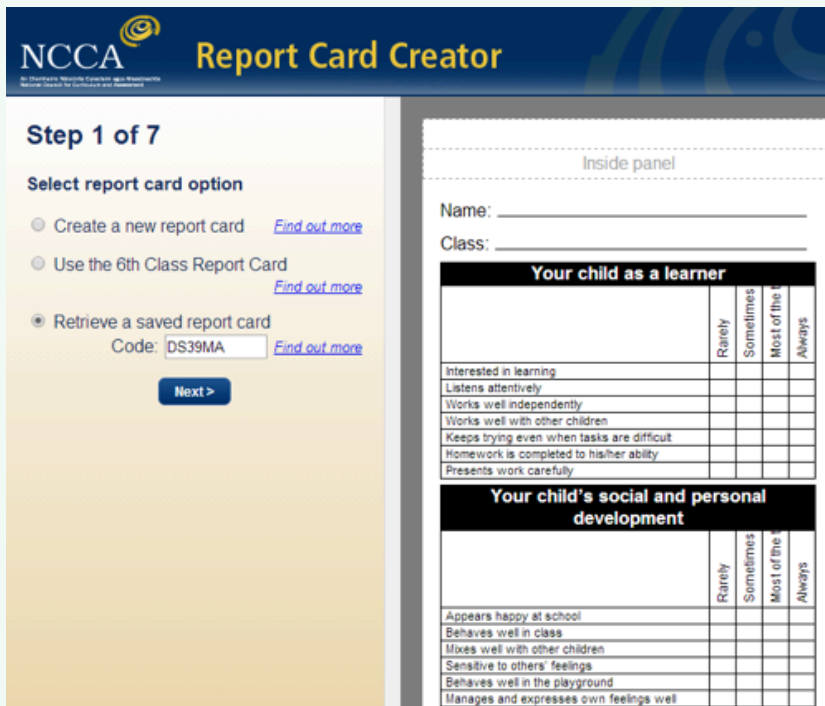 NCCA
An Chomhairle Náisiúnta Curaclaim agus Measúnachta
National Council for Curriculum and Assessment
Report Card Creator
Step 1 of 7
Select report card option
Create a new report card Find out more
Use the 6th Class Report Card
Find out more
Retrieve a saved report card
Code: DS39MA Find out more
Next >
Inside panel
Name:
Class:
Your child as a learner
Rarely
Sometimes
Most of the t
Always
Interested in learning
Listens attentively
Works well independently
Works well with other children
Keeps trying even when tasks are difficult
Homework is completed to his/her ability
Presents work carefully
Your child's social and personal
development
Rarely
Sometimes
Most of the t
Always
Appears happy at school
Behaves well in class
Mixes well with other children
Sensitive to others' feelings
Behaves well in the playground
Manages and expresses own feelings well